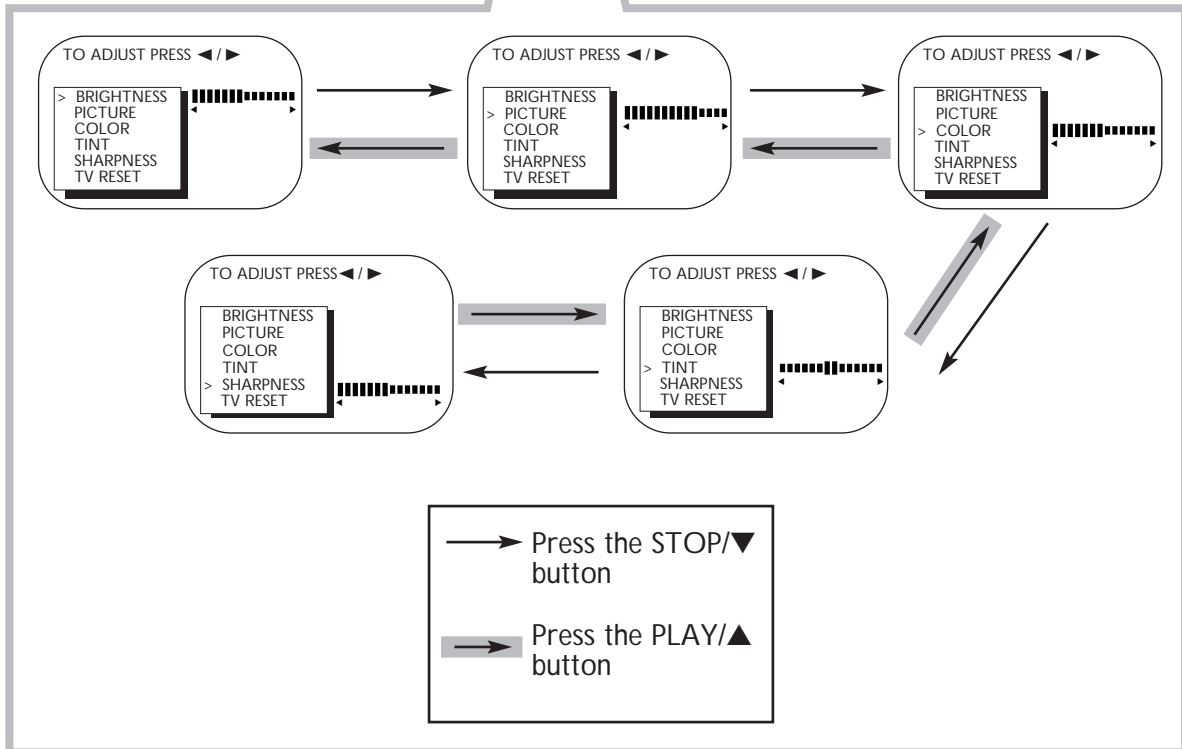 TO ADJUST PRESS ◄ / ►
> BRIGHTNESS
PICTURE
COLOR
TINT
SHARPNESS
TV RESET
TO ADJUST PRESS ◄ / ►
BRIGHTNESS
> PICTURE
COLOR
TINT
SHARPNESS
TV RESET
TO ADJUST PRESS ◄ / ►
BRIGHTNESS
PICTURE
> COLOR
TINT
SHARPNESS
TV RESET
TO ADJUST PRESS◄ / ►
BRIGHTNESS
PICTURE
COLOR
TINT
> SHARPNESS
TV RESET
TO ADJUST PRESS ◄ / ►
BRIGHTNESS
PICTURE
COLOR
> TINT
SHARPNESS
TV RESET
Press the STOP/▼
button
Press the PLAY/▲
button